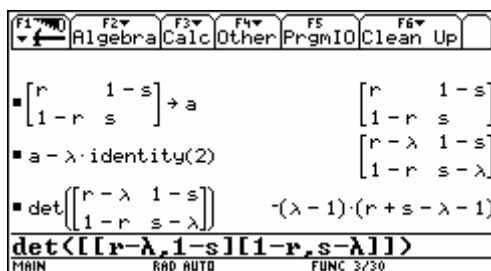 F1 F2 F3 F4 F5 F6
Algebra Calc Other PrgmIO Clean Up
[r 1 - s] → a [r 1 - s]
[1 - r s] [1 - r s]
a - λ·identity(2) [r - λ 1 - s]
[1 - r s - λ]
det([r - λ 1 - s]) -(λ - 1)·(r + s - λ - 1)
([1 - r s - λ])
det([[r-λ,1-s][1-r,s-λ]])
MAIN RAD AUTO FUNC 3/30